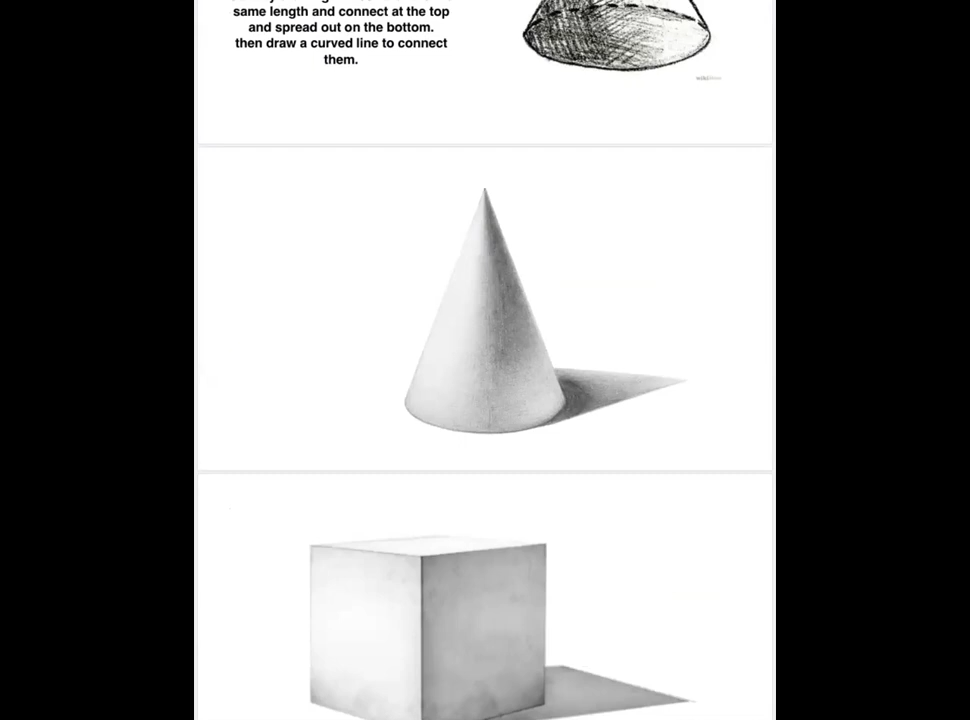 same length and connect at the top
and spread out on the bottom.
then draw a curved line to connect
them.